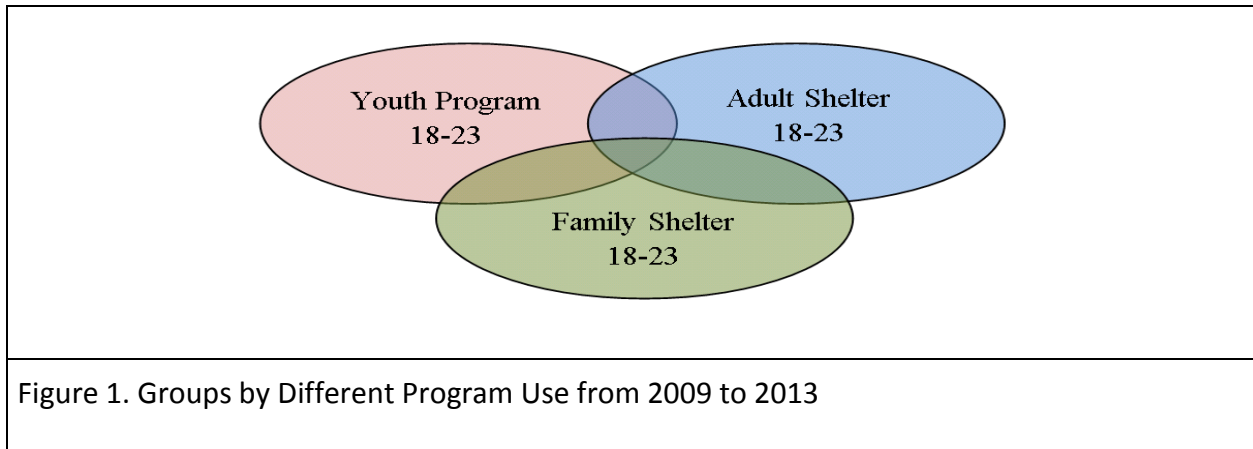 Youth Program
18-23
Adult Shelter
18-23
Family Shelter
18-23
Figure 1. Groups by Different Program Use from 2009 to 2013